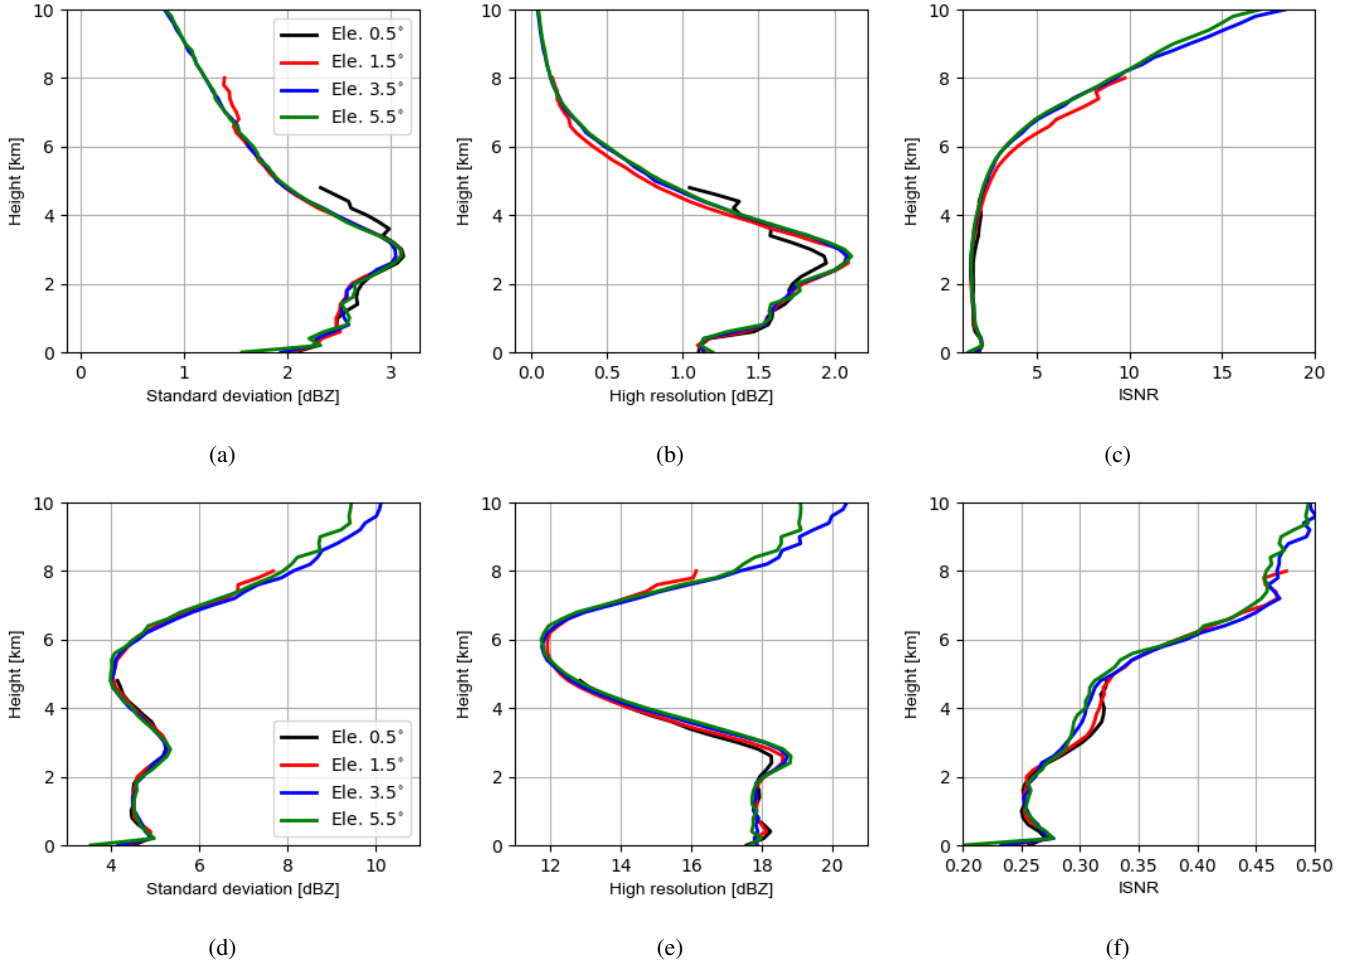 10
8
6
4
2
0
Height [km]
0
1
2
3
Standard deviation [dBZ]
Ele. 0.5°
Ele. 1.5°
Ele. 3.5°
Ele. 5.5°
(a)
10
8
6
4
2
0
Height [km]
0.0
0.5
1.0
1.5
2.0
High resolution [dBZ]
(b)
10
8
6
4
2
0
Height [km]
5
10
15
20
ISNR
(c)
10
8
6
4
2
0
Height [km]
4
6
8
10
Standard deviation [dBZ]
Ele. 0.5°
Ele. 1.5°
Ele. 3.5°
Ele. 5.5°
(d)
10
8
6
4
2
0
Height [km]
12
14
16
18
20
High resolution [dBZ]
(e)
10
8
6
4
2
0
Height [km]
0.20
0.25
0.30
0.35
0.40
0.45
0.50
ISNR
(f)